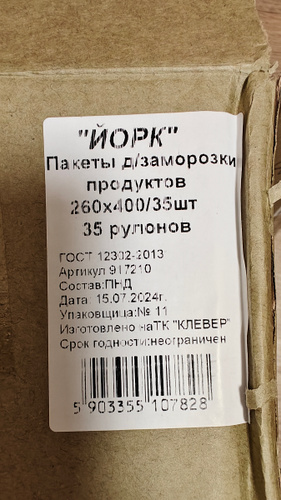 "ЙОРК"
Пакеты д/заморозки
продуктов
260х400/35шт
35 рулонов
ГОСТ 12302-2013
Артикул 917210
Состав:ПНД
Дата 15.07.2024г.
Упаковщица:№ 11
Изготовлено наТК "КЛЕВЕР"
Срок годности:неограничен
5 903355 107828